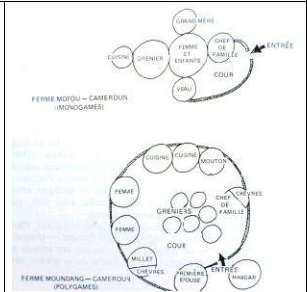 GRAND-MÈRE
FEMME
ET
ENFANTS
CHEF
DE
FAMILLE
ENTRÉE
CUISINE
GRENIER
COUR
VEAU
FERME MOFOU — CAMEROUN
(MONOGAMES)
CUISINE
CUISINE
MOUTON
FEMME
CHÈVRES
CHEF
DE
FAMILLE
GRENIERS
FEMME
COUR
MILLET
CHÈVRES
ENTRÉE
PREMIÈRE
ÉPOUSE
HANGAR
FERME MOUNDANG — CAMEROUN
(POLYGAMES)